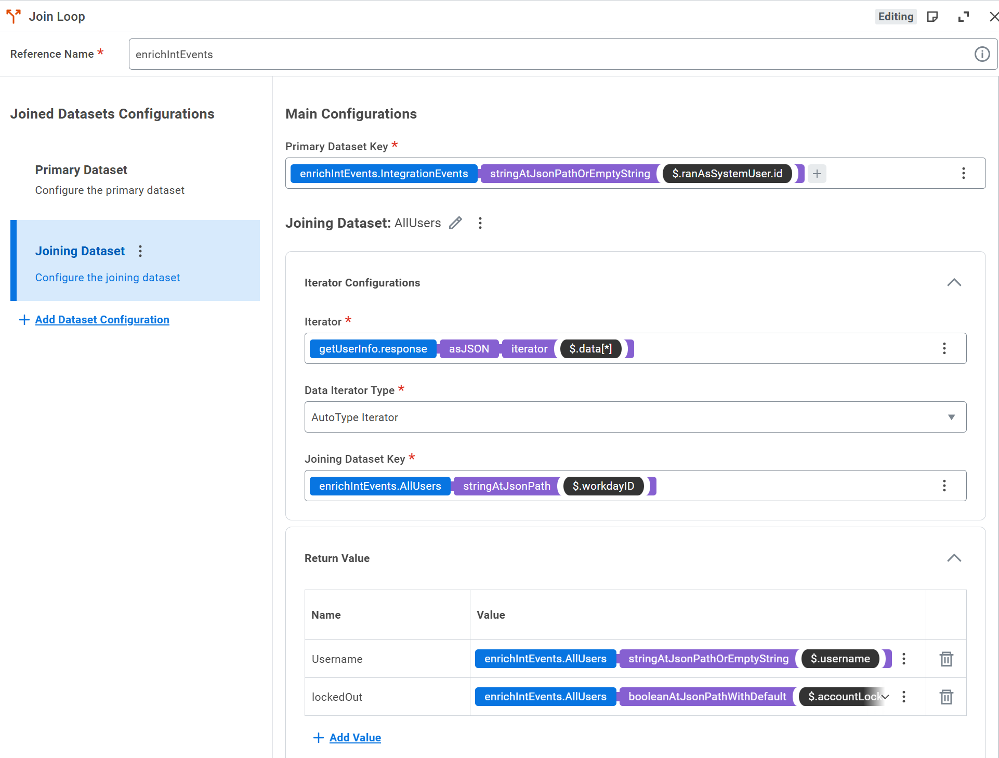 Join Loop
Editing
Reference Name *
enrichIntEvents
Joined Datasets Configurations
Primary Dataset
Configure the primary dataset
Joining Dataset
Configure the joining dataset
Add Dataset Configuration
Main Configurations
Primary Dataset Key *
enrichIntEvents.IntegrationEvents stringAtJsonPathOrEmptyString ( $.ranAsSystemUser.id ) +
Joining Dataset: AllUsers
Iterator Configurations
Iterator *
getUserInfo.response asJSON iterator ( $.data[*] )
Data Iterator Type *
AutoType Iterator
Joining Dataset Key *
enrichIntEvents.AllUsers stringAtJsonPath ( $.workdayID )
Return Value
Name Value
Username enrichIntEvents.AllUsers stringAtJsonPathOrEmptyString ( $.username )
lockedOut enrichIntEvents.AllUsers booleanAtJsonPathWithDefault ( $.accountLock
Add Value